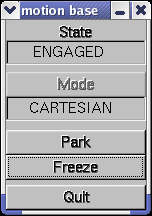 motion base
State
ENGAGED
Mode
CARTESIAN
Park
Freeze
Quit